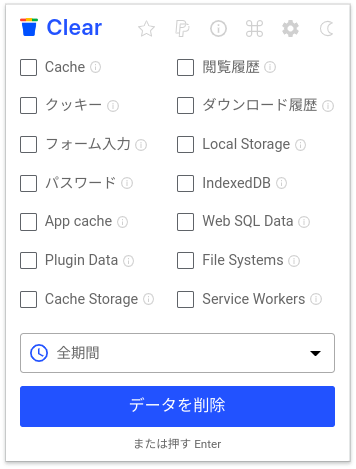 Clear
Cache 閲覧履歴
クッキー ダウンロード履歴
フォーム入力 Local Storage
パスワード IndexedDB
App cache Web SQL Data
Plugin Data File Systems
Cache Storage Service Workers
全期間
データを削除
または押す Enter